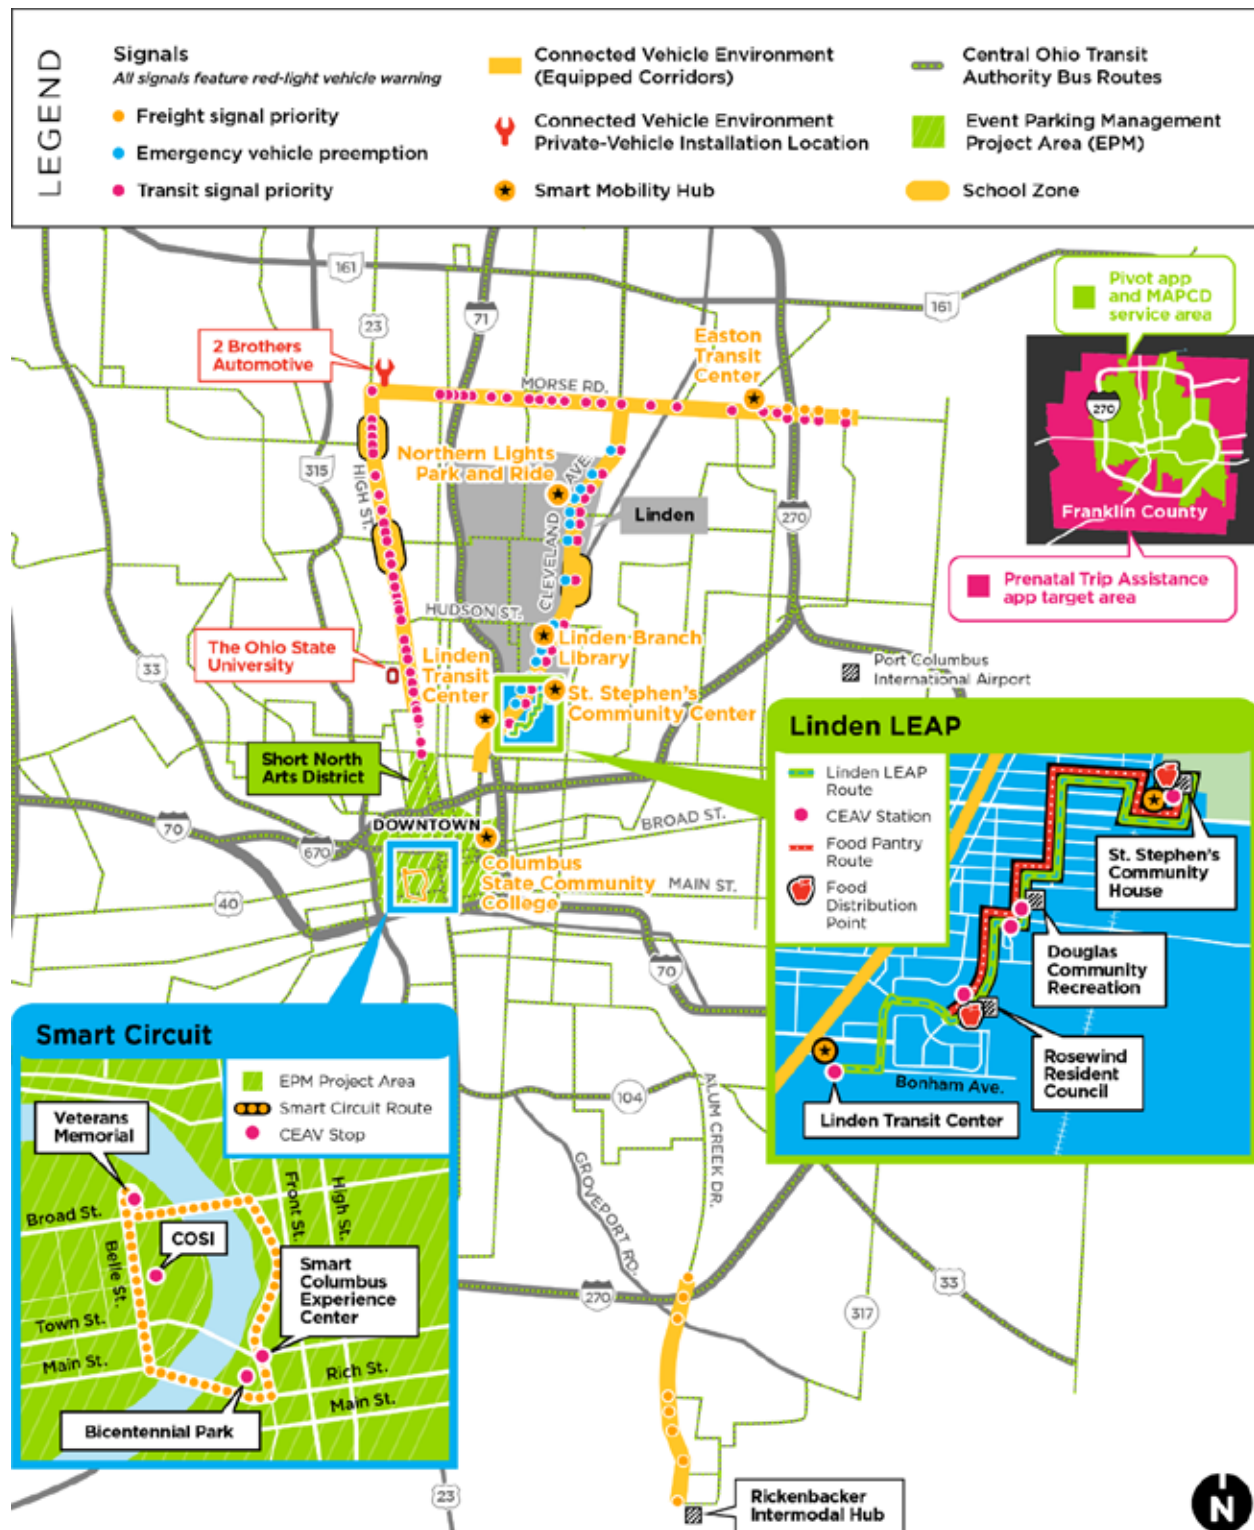 LEGEND
Signals
All signals feature red-light vehicle warning
Freight signal priority
Emergency vehicle preemption
Transit signal priority
Connected Vehicle Environment
(Equipped Corridors)
Connected Vehicle Environment
Private-Vehicle Installation Location
Smart Mobility Hub
Central Ohio Transit
Authority Bus Routes
Event Parking Management
Project Area (EPM)
School Zone
161
23
71
161
Pivot app
and MAPCD
service area
2 Brothers
Automotive
Easton
Transit
Center
MORSE RD.
270
Franklin County
Prenatal Trip Assistance
app target area
315
HIGH ST.
Northern Lights
Park and Ride
CLEVELAND AVE.
Linden
270
HUDSON ST.
33
The Ohio State
University
Linden
Transit
Center
Linden Branch
Library
St. Stephen's
Community Center
Port Columbus
International Airport
Short North
Arts District
70
670
DOWNTOWN
BROAD ST.
40
Columbus
State Community
College
MAIN ST.
70
Linden LEAP
Linden LEAP
Route
CEAV Station
Food Pantry
Route
Food
Distribution
Point
St. Stephen's
Community
House
Douglas
Community
Recreation
Rosewind
Resident
Council
Bonham Ave.
Linden Transit Center
Smart Circuit
EPM Project Area
Smart Circuit Route
CEAV Stop
Veterans
Memorial
Broad St.
Belle St.
COSI
Front St.
High St.
Smart
Columbus
Experience
Center
Town St.
Main St.
Rich St.
Main St.
Bicentennial Park
104
ALUM CREEK DR.
GROVEPORT RD.
270
33
317
23
Rickenbacker
Intermodal Hub
N